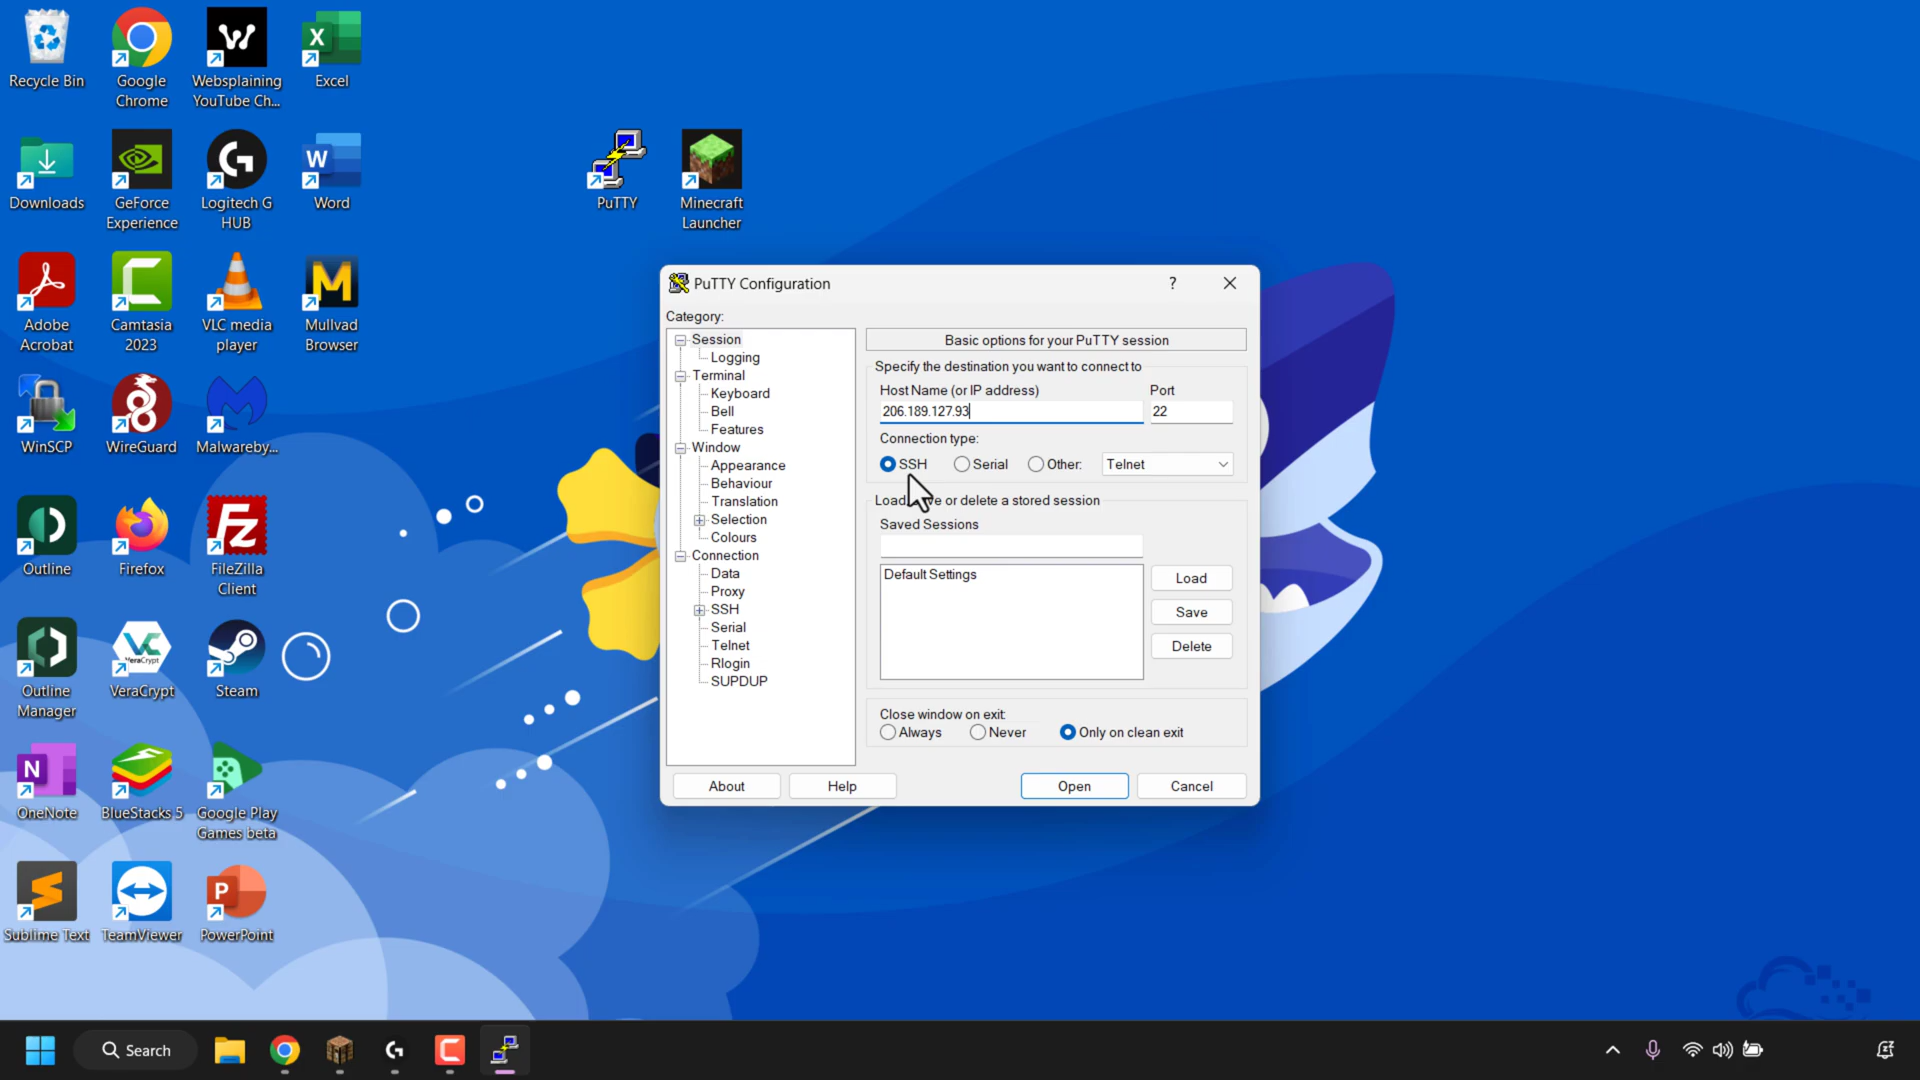 Recycle Bin
Google
Chrome
Websplaining
YouTube Ch...
Excel
Downloads
GeForce
Experience
Logitech G
HUB
Word
PuTTY
Minecraft
Launcher
Adobe
Acrobat
Camtasia
2023
VLC media
player
Mullvad
Browser
WinSCP
WireGuard
Malwareby...
Outline
Firefox
FileZilla
Client
Outline
Manager
VeraCrypt
VeraCrypt
Steam
OneNote
BlueStacks 5
Google Play
Games beta
Sublime Text
TeamViewer
PowerPoint
PuTTY Configuration
?
Category:
Session
Logging
Terminal
Keyboard
Bell
Features
Window
Appearance
Behaviour
Translation
Selection
Colours
Connection
Data
Proxy
SSH
Serial
Telnet
Rlogin
SUPDUP
Basic options for your PuTTY session
Specify the destination you want to connect to
Host Name (or IP address)
Port
206.189.127.93
22
Connection type:
SSH
Serial
Other:
Telnet
or delete a stored session
Saved Sessions
Default Settings
Load
Save
Delete
Close window on exit:
Always
Never
Only on clean exit
About
Help
Open
Cancel
Search